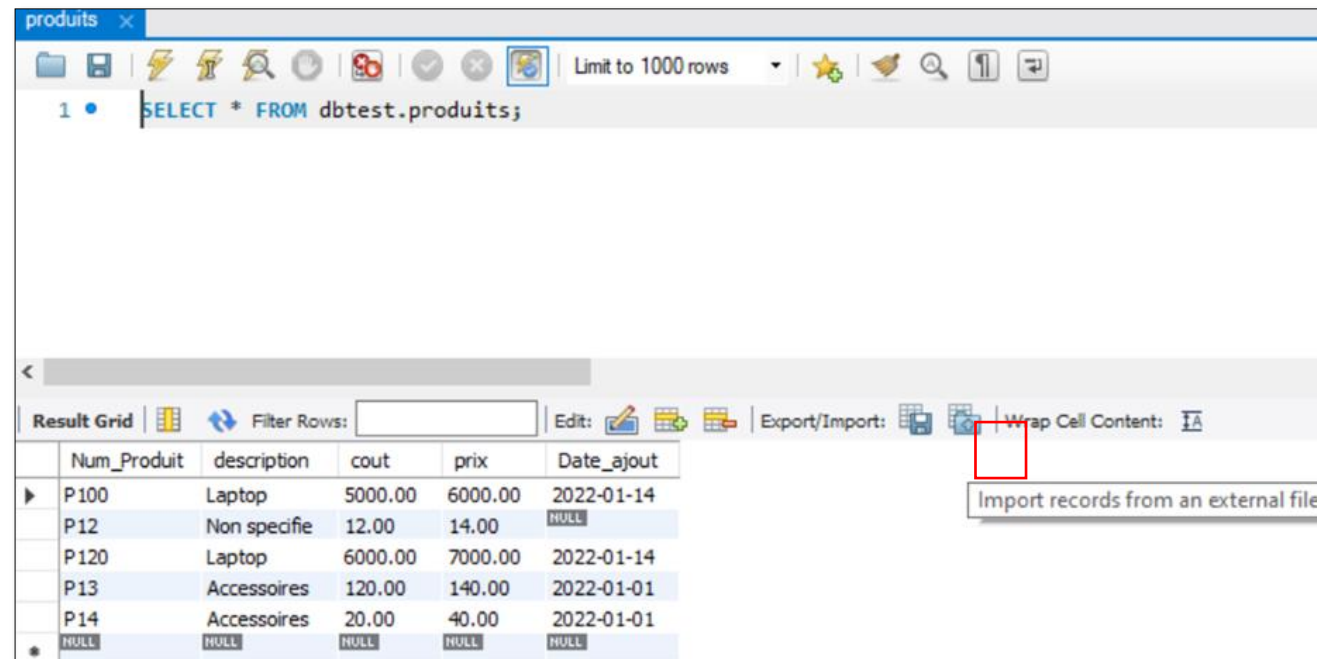 produits ×
Limit to 1000 rows
1 SELECT * FROM dbtest.produits;
Result Grid Filter Rows: Edit: Export/Import: Wrap Cell Content: IA
Num_Produit description cout prix Date_ajout
P100 Laptop 5000.00 6000.00 2022-01-14
Import records from an external file
P12 Non specifie 12.00 14.00 NULL
P120 Laptop 6000.00 7000.00 2022-01-14
P13 Accessoires 120.00 140.00 2022-01-01
P14 Accessoires 20.00 40.00 2022-01-01
NULL NULL NULL NULL NULL